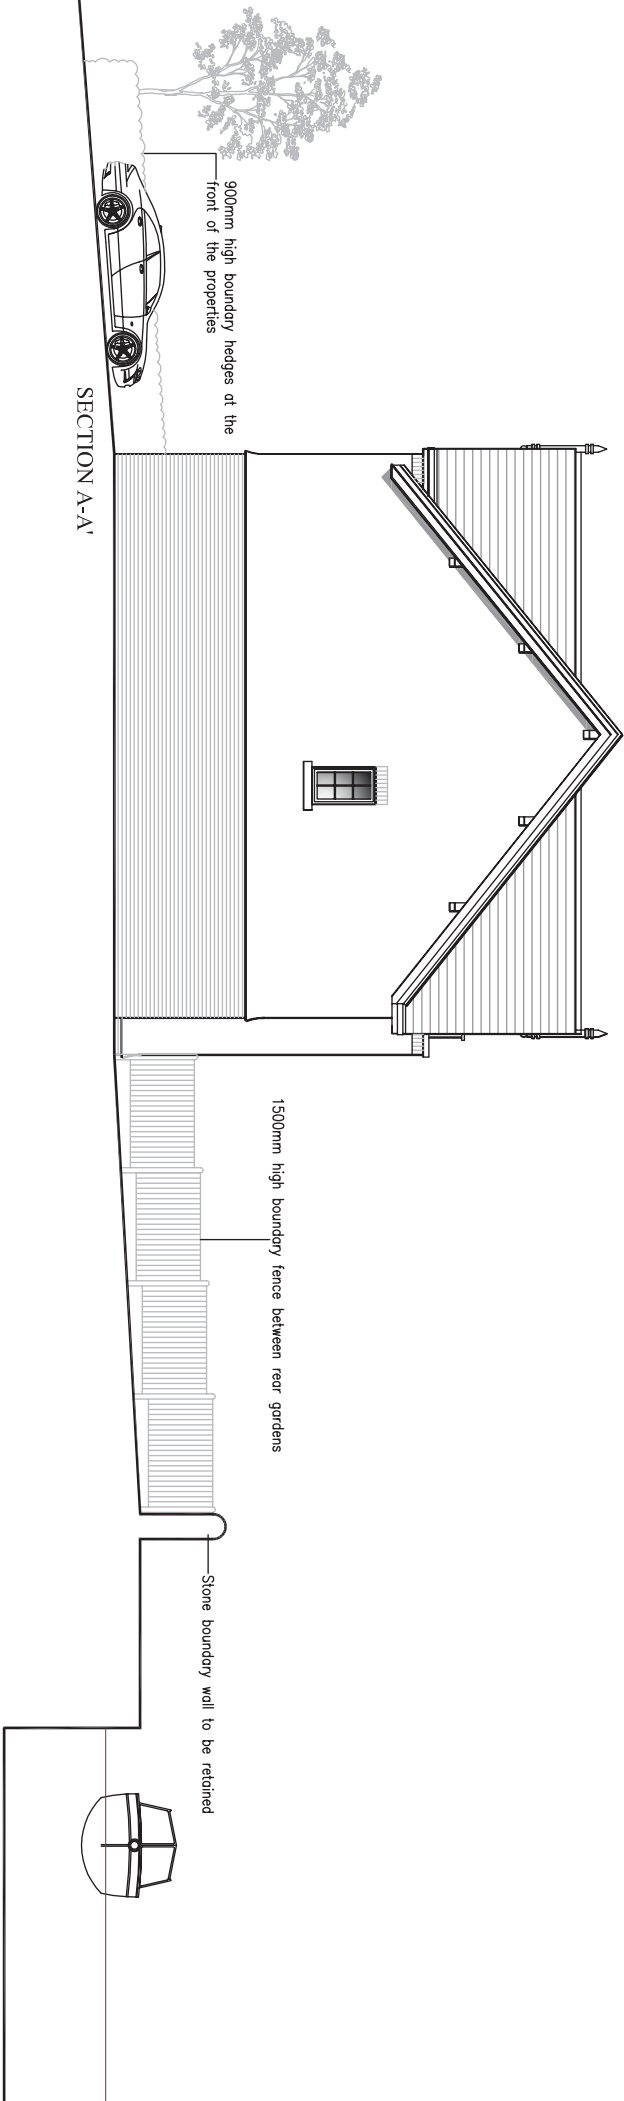 900mm high boundary hedges at the
front of the properties
SECTION A-A'
1500mm high boundary fence between rear gardens
Stone boundary wall to be retained